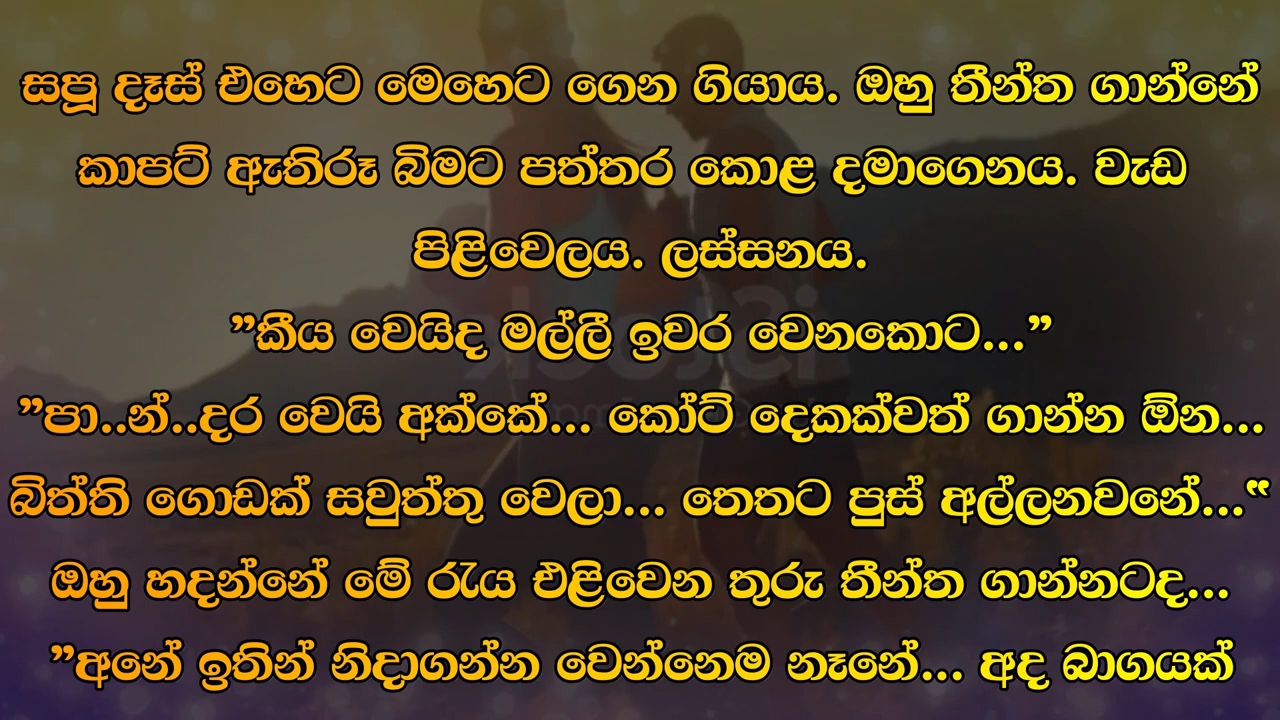 සපූ දෑස් එහෙට මෙහෙට ගෙන ගියාය. ඔහු තීන්ත ගාන්නේ
කාපට් ඇතිරූ බිමට පත්තර කොළ දමාගෙනය. වැඩ
පිළිවෙලය. ලස්සනය.
”කීය වෙයිද මල්ලී ඉවර වෙනකොට...”
”පා..න්..දර වෙයි අක්කේ... කෝට් දෙකක්වත් ගාන්න ඕන...
බිත්ති ගොඩක් සවුත්තු වෙලා... තෙතට පුස් අල්ලනවනේ...“
ඔහු හදන්නේ මේ රැය එළිවෙන තුරු තීන්ත ගාන්නටද...
”අනේ ඉතින් නිදාගන්න වෙන්නෙම නෑනේ... අද බාගයක්